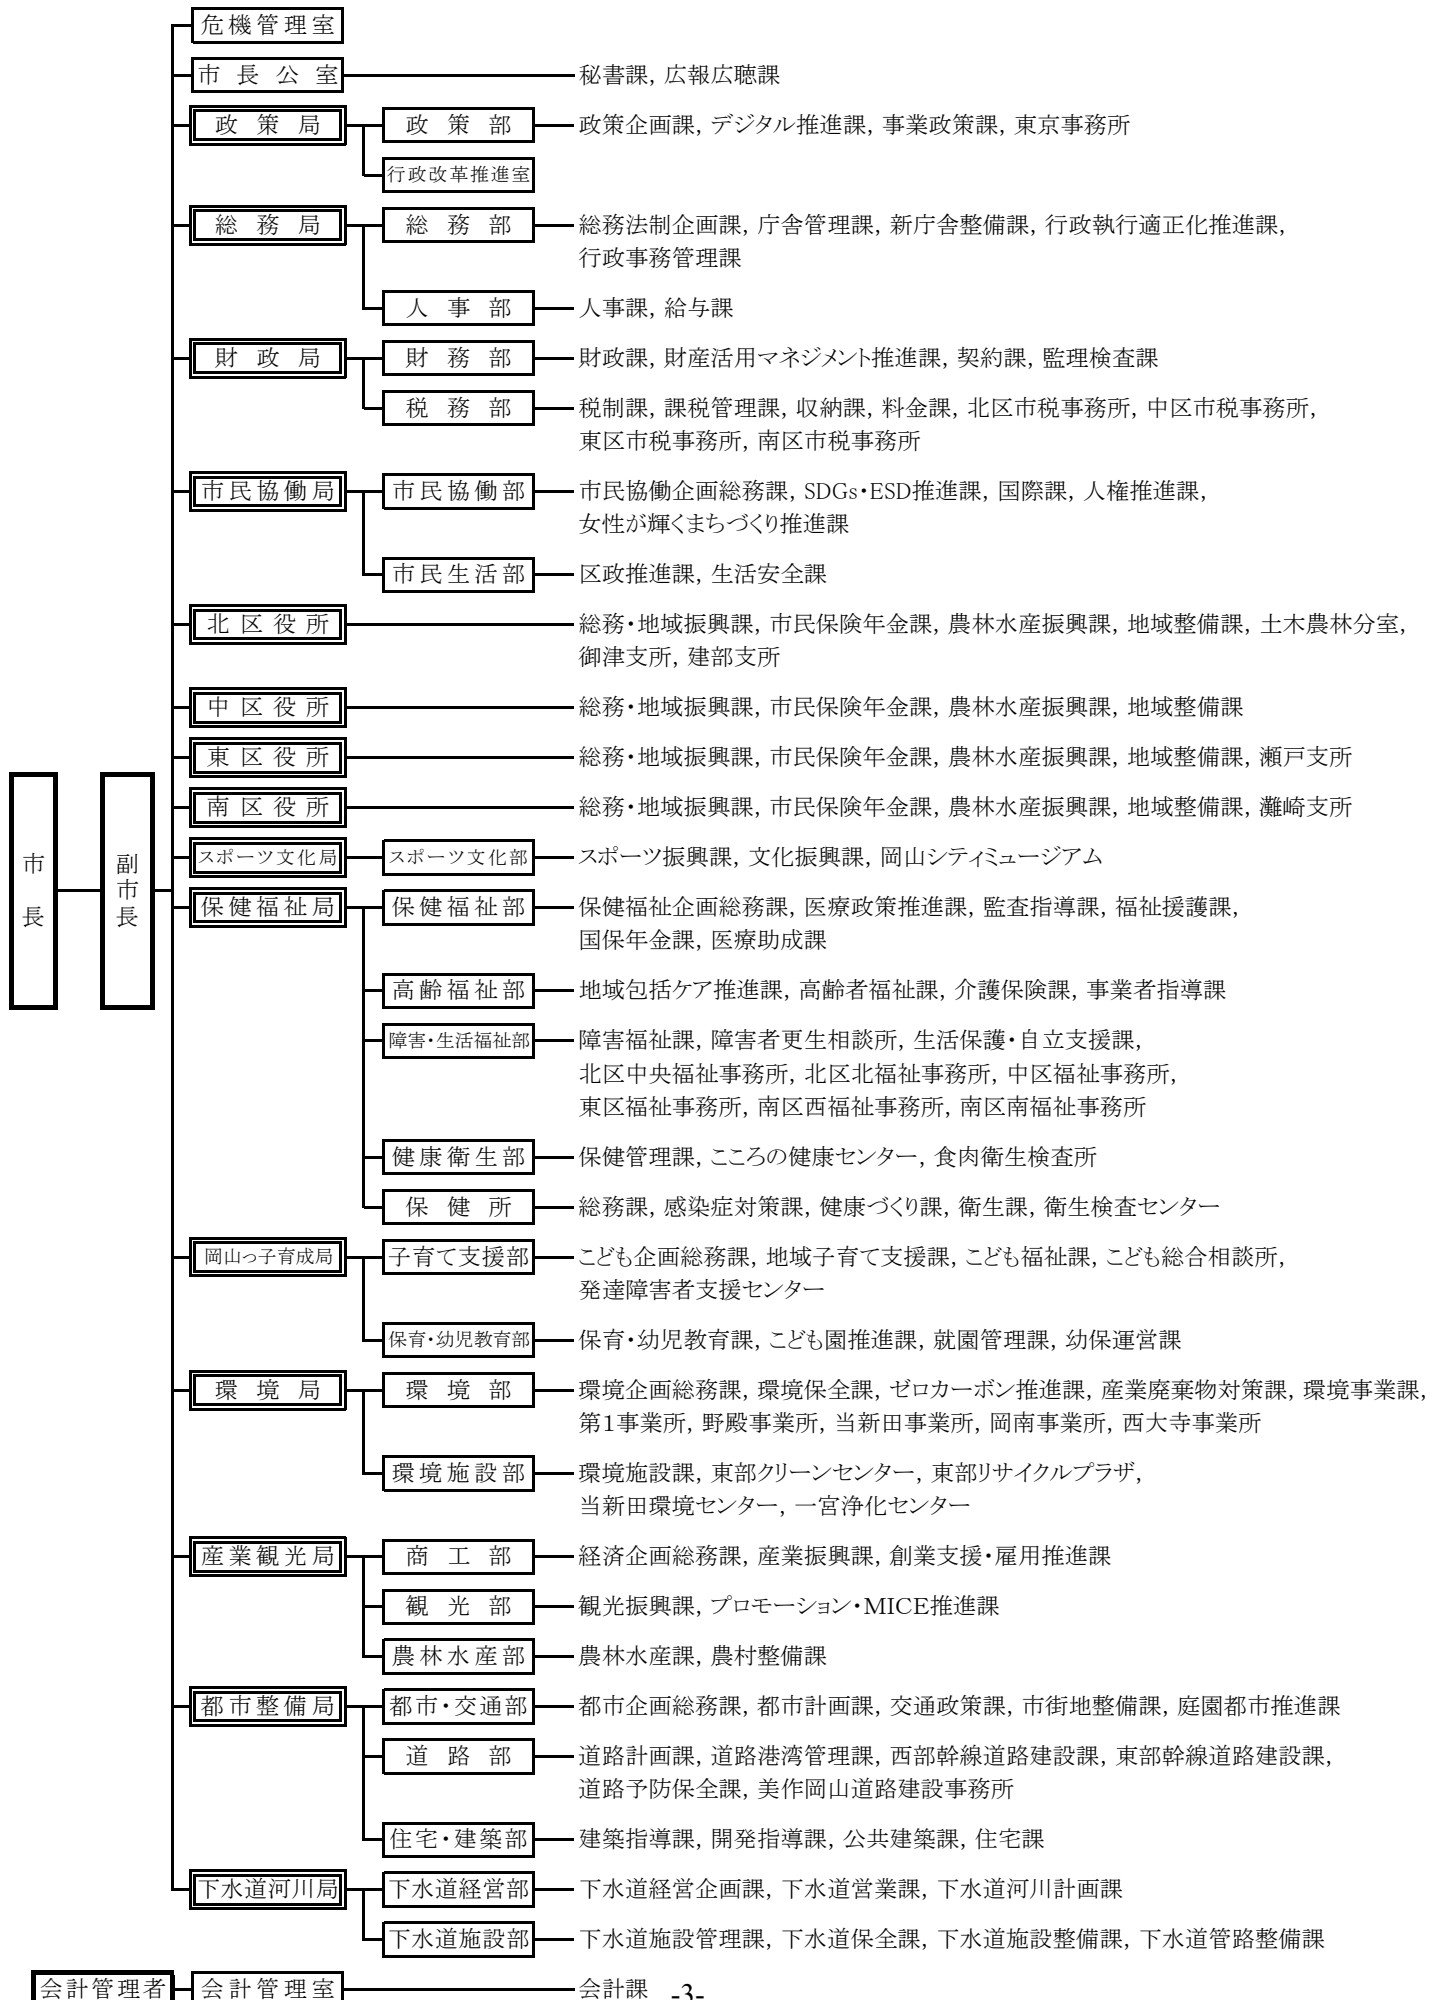 危機管理室
市長公室 秘書課, 広報広聴課
政策局 政策部 政策企画課, デジタル推進課, 事業政策課, 東京事務所
行政改革推進室
総務局 総務部 総務法制企画課, 庁舎管理課, 新庁舎整備課, 行政執行適正化推進課,
行政事務管理課
人事部 人事課, 給与課
財政局 財務部 財政課, 財産活用マネジメント推進課, 契約課, 監理検査課
税務部 税制課, 課税管理課, 収納課, 料金課, 北区市税事務所, 中区市税事務所,
東区市税事務所, 南区市税事務所
市民協働局 市民協働部 市民協働企画総務課, SDGs・ESD推進課, 国際課, 人権推進課,
女性が輝くまちづくり推進課
市民生活部 区政推進課, 生活安全課
北区役所 総務・地域振興課, 市民保険年金課, 農林水産振興課, 地域整備課, 土木農林分室,
御津支所, 建部支所
中区役所 総務・地域振興課, 市民保険年金課, 農林水産振興課, 地域整備課
東区役所 総務・地域振興課, 市民保険年金課, 農林水産振興課, 地域整備課, 瀬戸支所
南区役所 総務・地域振興課, 市民保険年金課, 農林水産振興課, 地域整備課, 灘崎支所
市長 副市長 スポーツ文化局 スポーツ文化部 スポーツ振興課, 文化振興課, 岡山シティミュージアム
保健福祉局 保健福祉部 保健福祉企画総務課, 医療政策推進課, 監査指導課, 福祉援護課,
国保年金課, 医療助成課
高齢福祉部 地域包括ケア推進課, 高齢者福祉課, 介護保険課, 事業者指導課
障害・生活福祉部 障害福祉課, 障害者更生相談所, 生活保護・自立支援課,
北区中央福祉事務所, 北区北福祉事務所, 中区福祉事務所,
東区福祉事務所, 南区西福祉事務所, 南区南福祉事務所
健康衛生部 保健管理課, こころの健康センター, 食肉衛生検査所
保健所 総務課, 感染症対策課, 健康づくり課, 衛生課, 衛生検査センター
岡山っ子育成局 子育て支援部 こども企画総務課, 地域子育て支援課, こども福祉課, こども総合相談所,
発達障害者支援センター
保育・幼児教育部 保育・幼児教育課, こども園推進課, 就園管理課, 幼保運営課
環境局 環境部 環境企画総務課, 環境保全課, ゼロカーボン推進課, 産業廃棄物対策課, 環境事業課,
第1事業所, 野殿事業所, 当新田事業所, 岡南事業所, 西大寺事業所
環境施設部 環境施設課, 東部クリーンセンター, 東部リサイクルプラザ,
当新田環境センター, 一宮浄化センター
産業観光局 商工部 経済企画総務課, 産業振興課, 創業支援・雇用推進課
観光部 観光振興課, プロモーション・MICE推進課
農林水産部 農林水産課, 農村整備課
都市整備局 都市・交通部 都市企画総務課, 都市計画課, 交通政策課, 市街地整備課, 庭園都市推進課
道路部 道路計画課, 道路港湾管理課, 西部幹線道路建設課, 東部幹線道路建設課,
道路予防保全課, 美作岡山道路建設事務所
住宅・建築部 建築指導課, 開発指導課, 公共建築課, 住宅課
下水道河川局 下水道経営部 下水道経営企画課, 下水道営業課, 下水道河川計画課
下水道施設部 下水道施設管理課, 下水道保全課, 下水道施設整備課, 下水道管路整備課
会計管理者 会計管理室 会計課
-3-